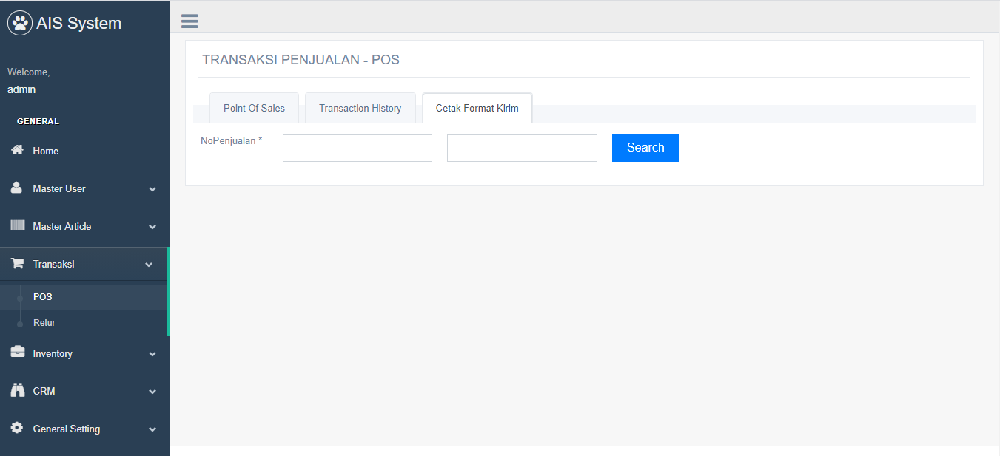 AIS System
Welcome,
admin
GENERAL
Home
Master User
Master Article
Transaksi
POS
Retur
Inventory
CRM
General Setting
TRANSAKSI PENJUALAN - POS
Point Of Sales
Transaction History
Cetak Format Kirim
NoPenjualan *
Search